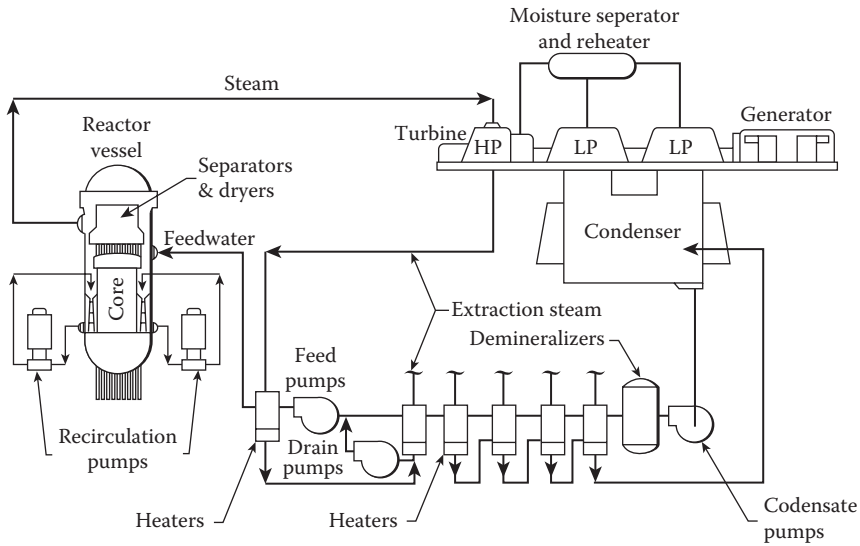 Moisture seperator
and reheater
Steam
Generator
Turbine
HP
LP
LP
Reactor
vessel
Separators
& dryers
Feedwater
Condenser
Core
Extraction steam
Demineralizers
Feed
pumps
Recirculation
pumps
Drain
pumps
Heaters
Heaters
Codensate
pumps